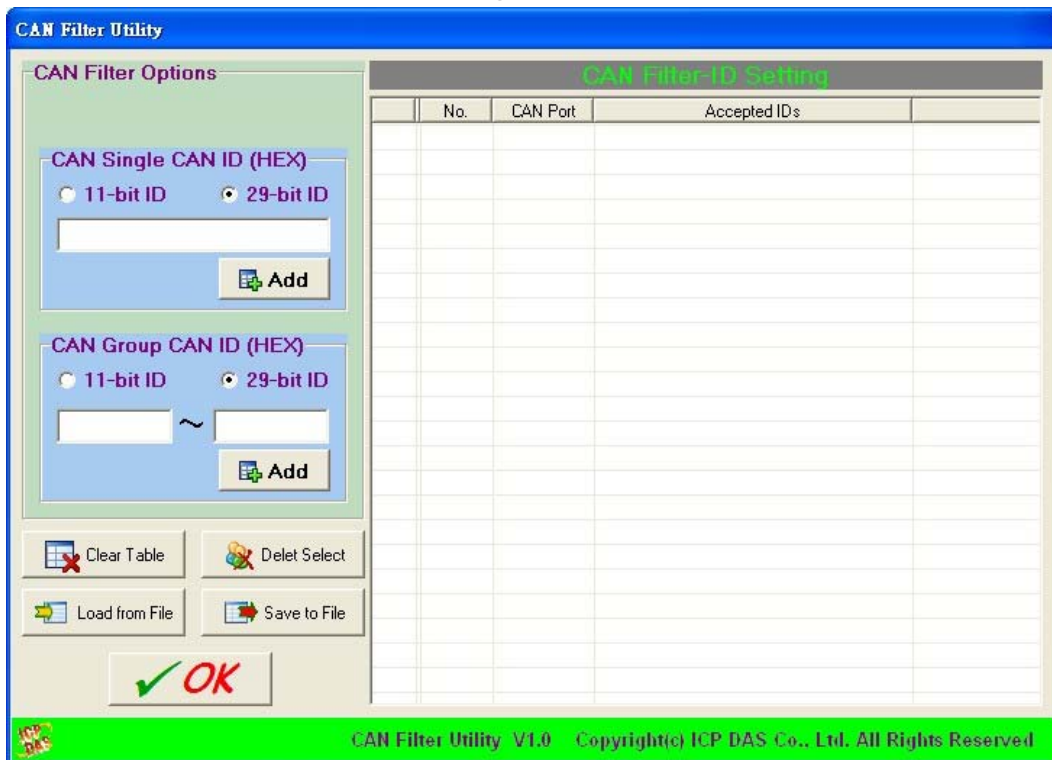 CAN Filter Utility
CAN Filter Options
CAN Single CAN ID (HEX)
11-bit ID 29-bit ID
Add
CAN Group CAN ID (HEX)
11-bit ID 29-bit ID
~
Add
Clear Table Delet Select
Load from File Save to File
OK
CAN Filter-ID Setting
No. CAN Port Accepted IDs
ICP DAS
CAN Filter Utility V1.0 Copyright(c) ICP DAS Co., Ltd. All Rights Reserved